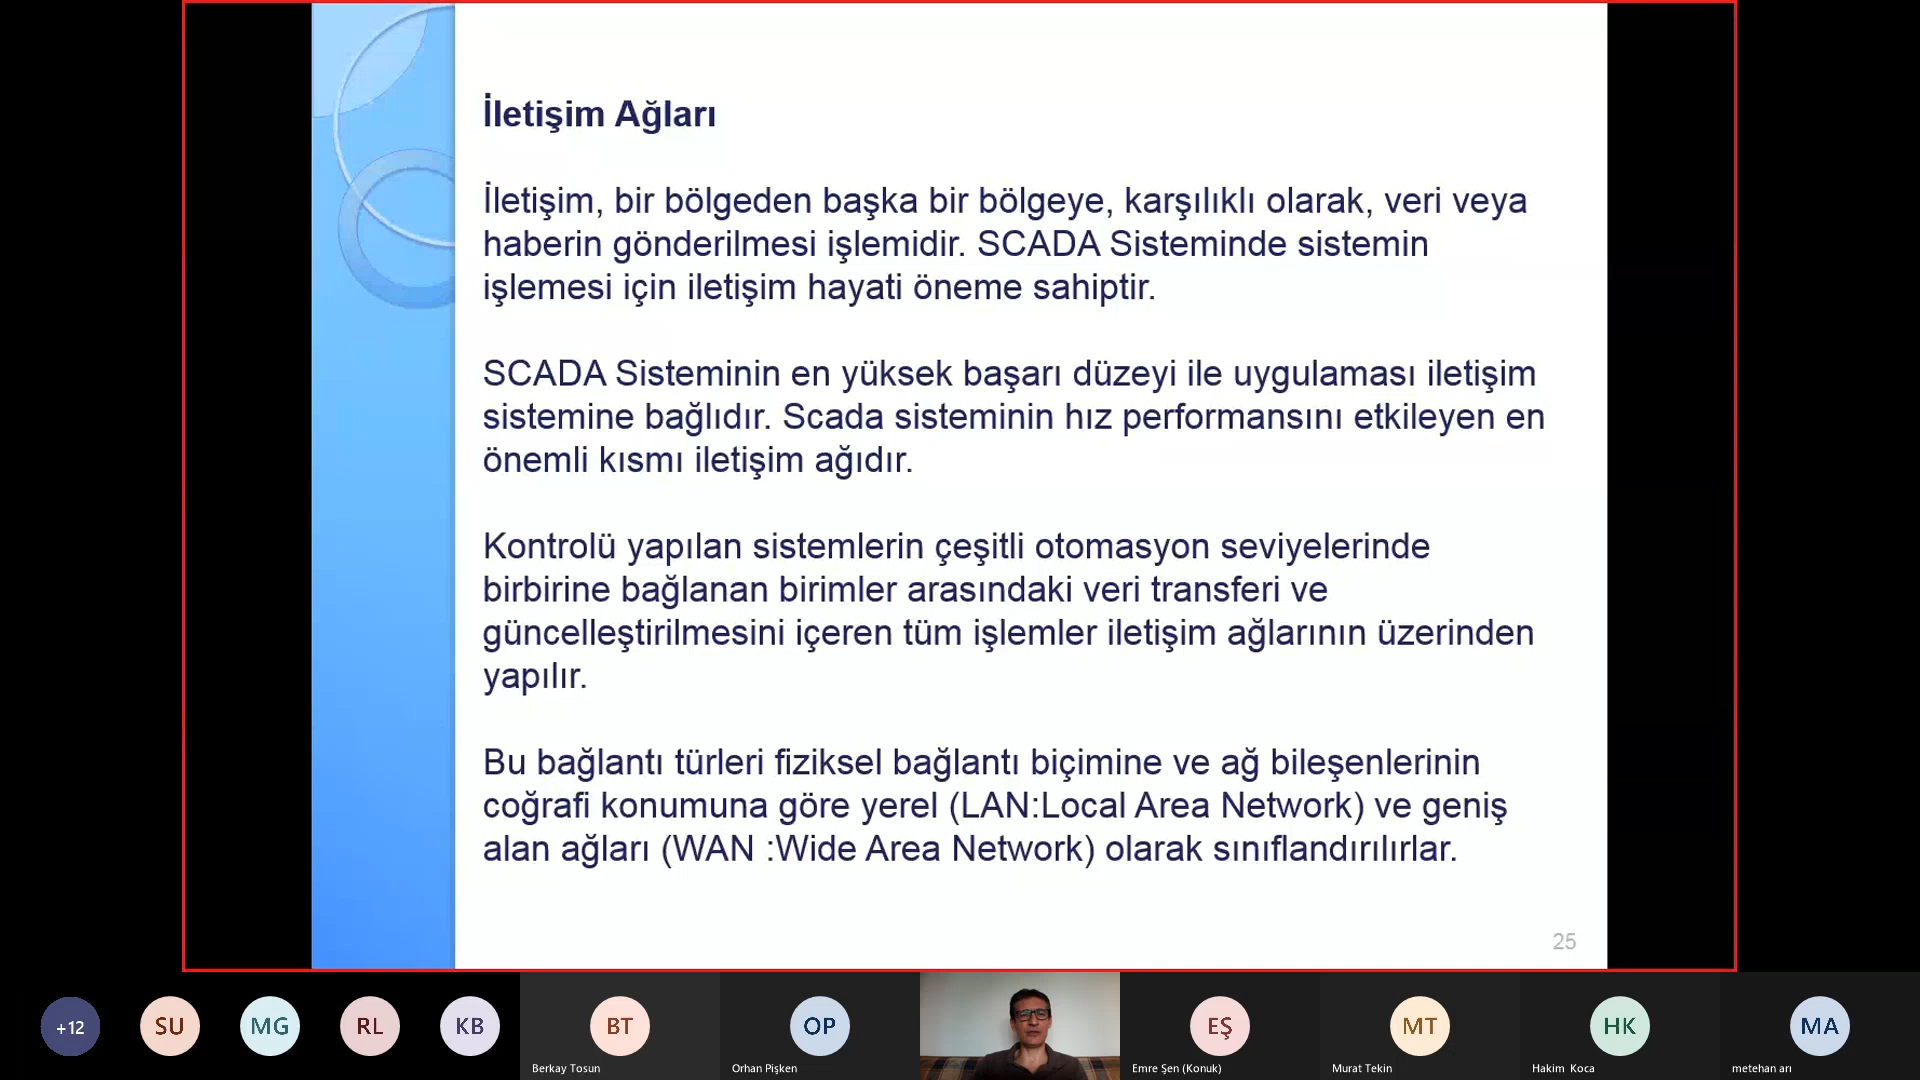 İletişim Ağları
İletişim, bir bölgeden başka bir bölgeye, karşılıklı olarak, veri veya
haberin gönderilmesi işlemidir. SCADA Sisteminde sistemin
işlemesi için iletişim hayati öneme sahiptir.
SCADA Sisteminin en yüksek başarı düzeyi ile uygulaması iletişim
sistemine bağlıdır. Scada sisteminin hız performansını etkileyen en
önemli kısmı iletişim ağıdır.
Kontrolü yapılan sistemlerin çeşitli otomasyon seviyelerinde
birbirine bağlanan birimler arasındaki veri transferi ve
güncelleştirilmesini içeren tüm işlemler iletişim ağlarının üzerinden
yapılır.
Bu bağlantı türleri fiziksel bağlantı biçimine ve ağ bileşenlerinin
coğrafi konumuna göre yerel (LAN:Local Area Network) ve geniş
alan ağları (WAN :Wide Area Network) olarak sınıflandırılırlar.
25
+12 SU MG RL KB BT OP EŞ MT HK MA
Berkay Tosun Orhan Pişken Emre Şen (Konuk) Murat Tekin Hakim Koca metehan arı